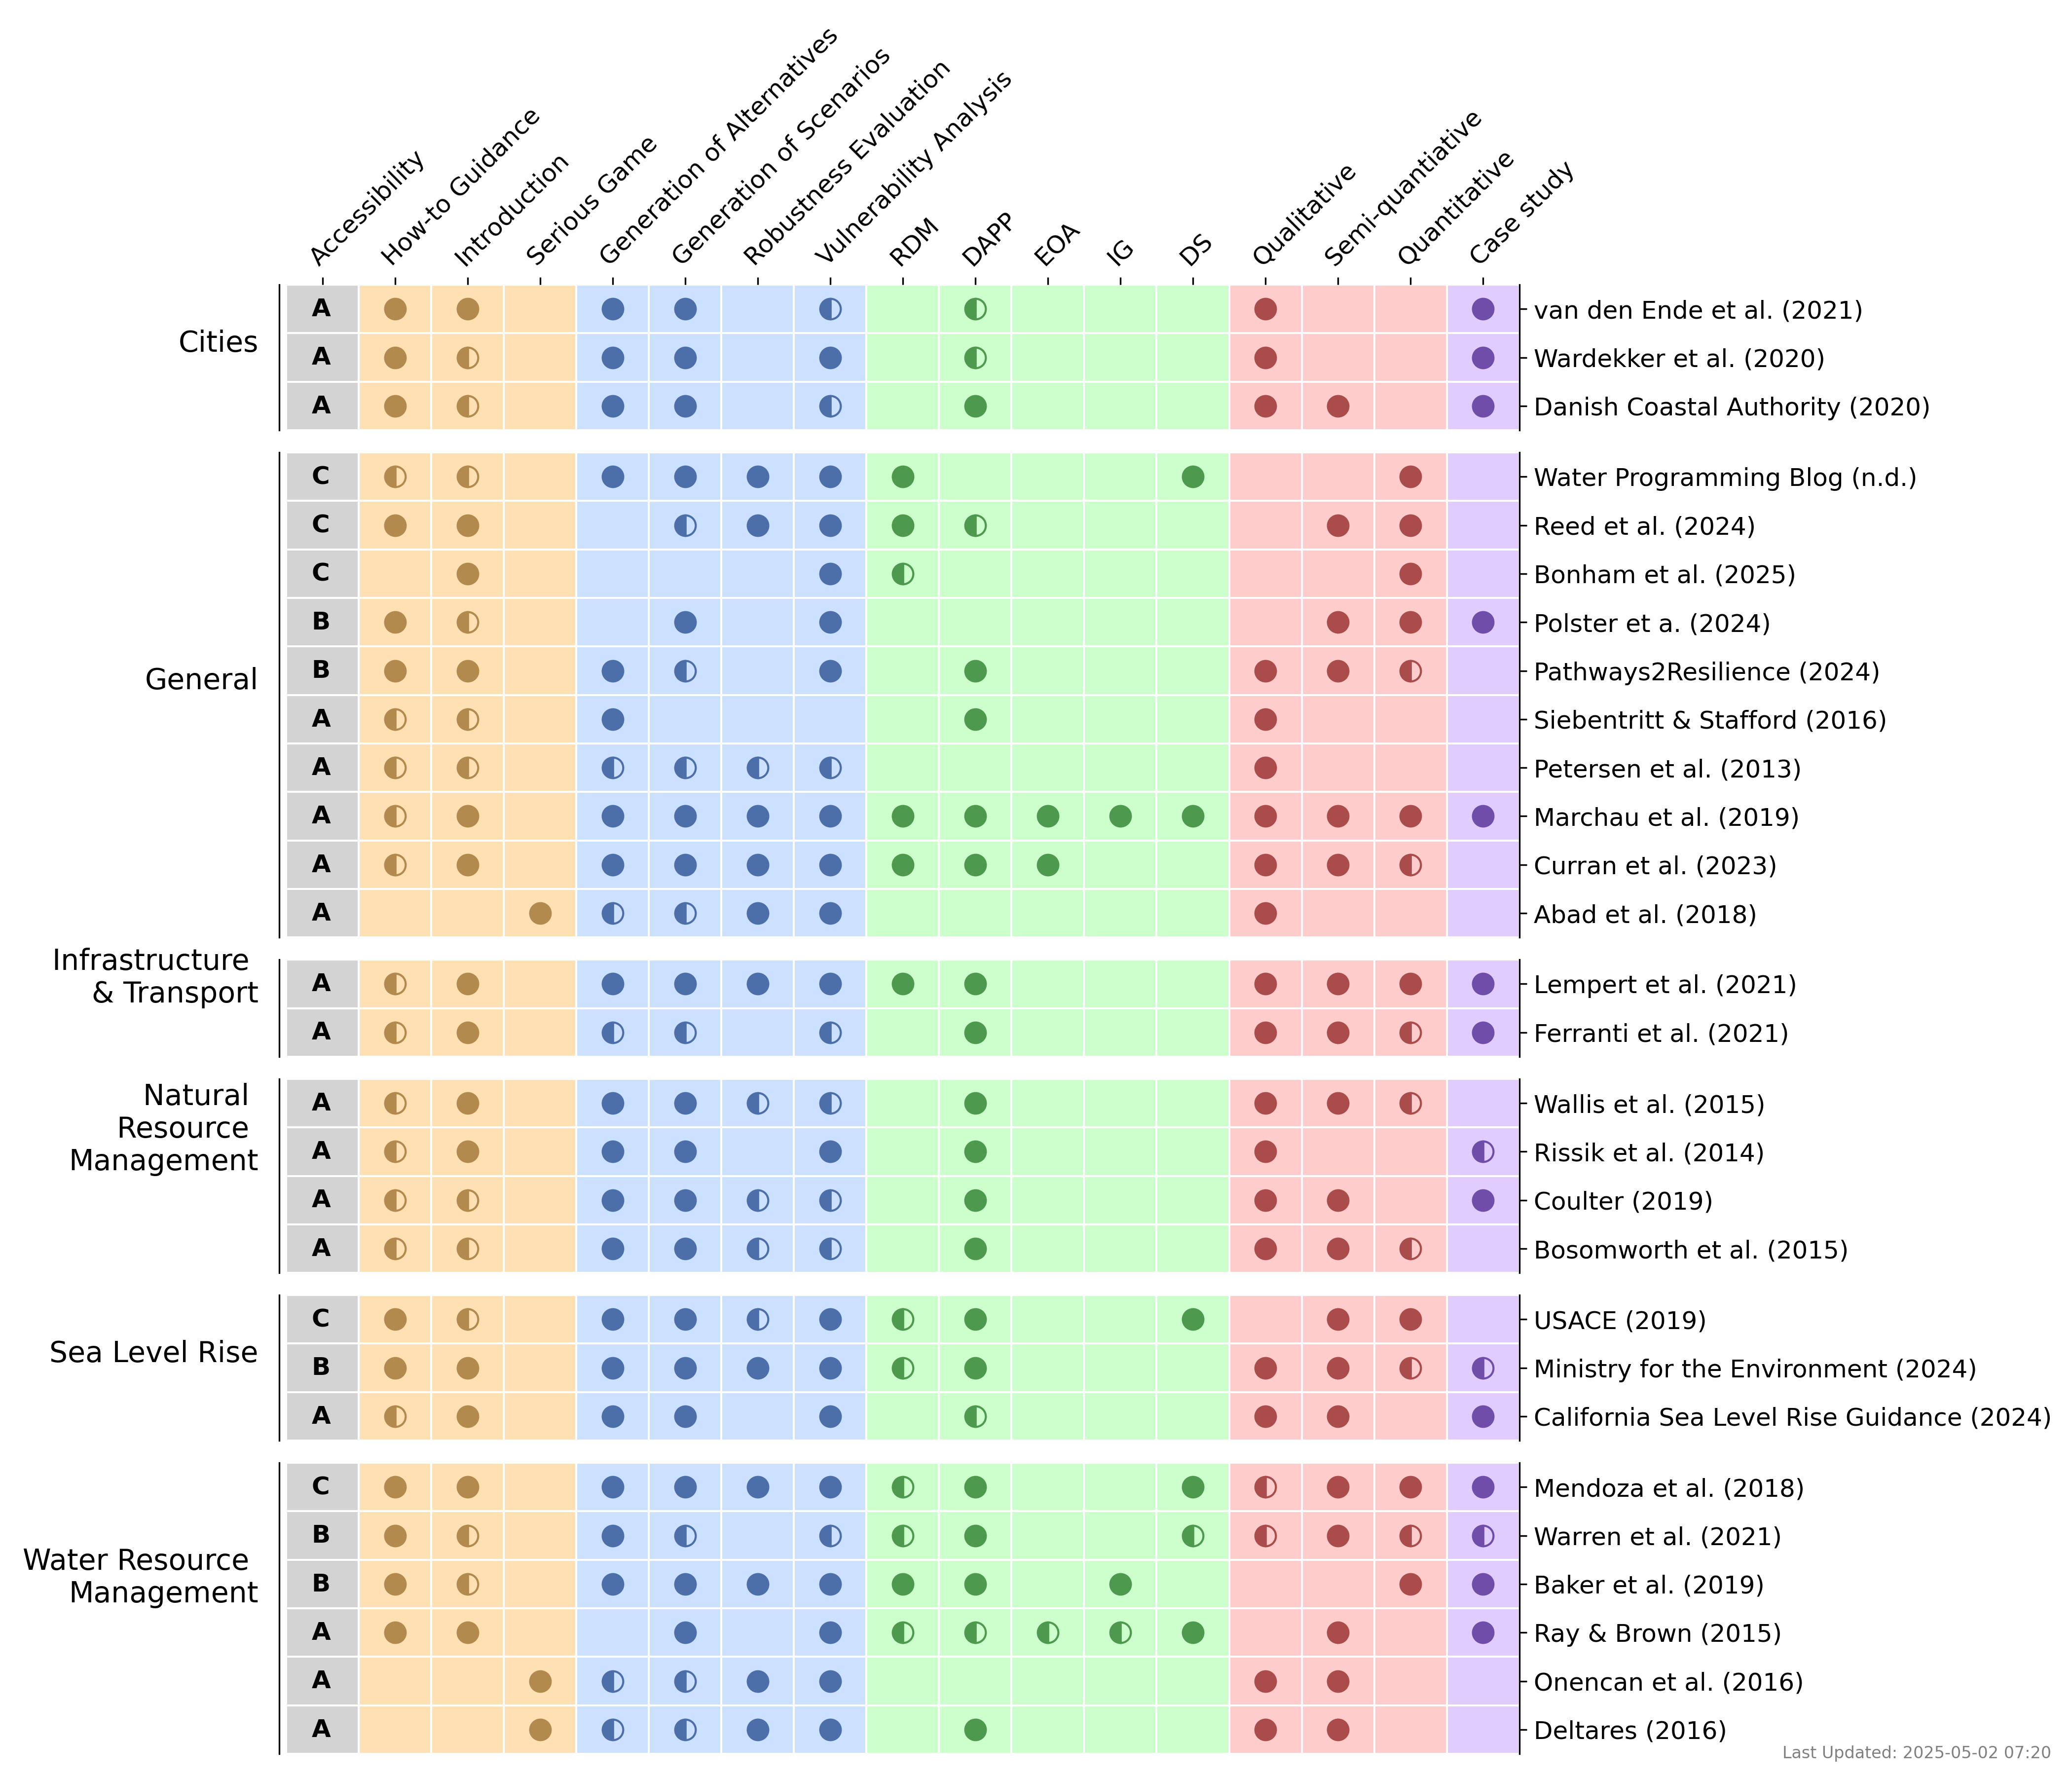 Accessibility
How-to Guidance
Introduction
Serious Game
Generation of Alternatives
Generation of Scenarios
Robustness Evaluation
Vulnerability Analysis
RDM
DAPP
EOA
IG
DS
Qualitative
Semi-quantiative
Quantitative
Case study
Cities
A van den Ende et al. (2021)
A Wardekker et al. (2020)
A Danish Coastal Authority (2020)
General
C Water Programming Blog (n.d.)
C Reed et al. (2024)
C Bonham et al. (2025)
B Polster et a. (2024)
B Pathways2Resilience (2024)
A Siebentritt & Stafford (2016)
A Petersen et al. (2013)
A Marchau et al. (2019)
A Curran et al. (2023)
A Abad et al. (2018)
Infrastructure
& Transport
A Lempert et al. (2021)
A Ferranti et al. (2021)
Natural
Resource
Management
A Wallis et al. (2015)
A Rissik et al. (2014)
A Coulter (2019)
A Bosomworth et al. (2015)
Sea Level Rise
C USACE (2019)
B Ministry for the Environment (2024)
A California Sea Level Rise Guidance (2024)
Water Resource
Management
C Mendoza et al. (2018)
B Warren et al. (2021)
B Baker et al. (2019)
A Ray & Brown (2015)
A Onencan et al. (2016)
A Deltares (2016)
Last Updated: 2025-05-02 07:20